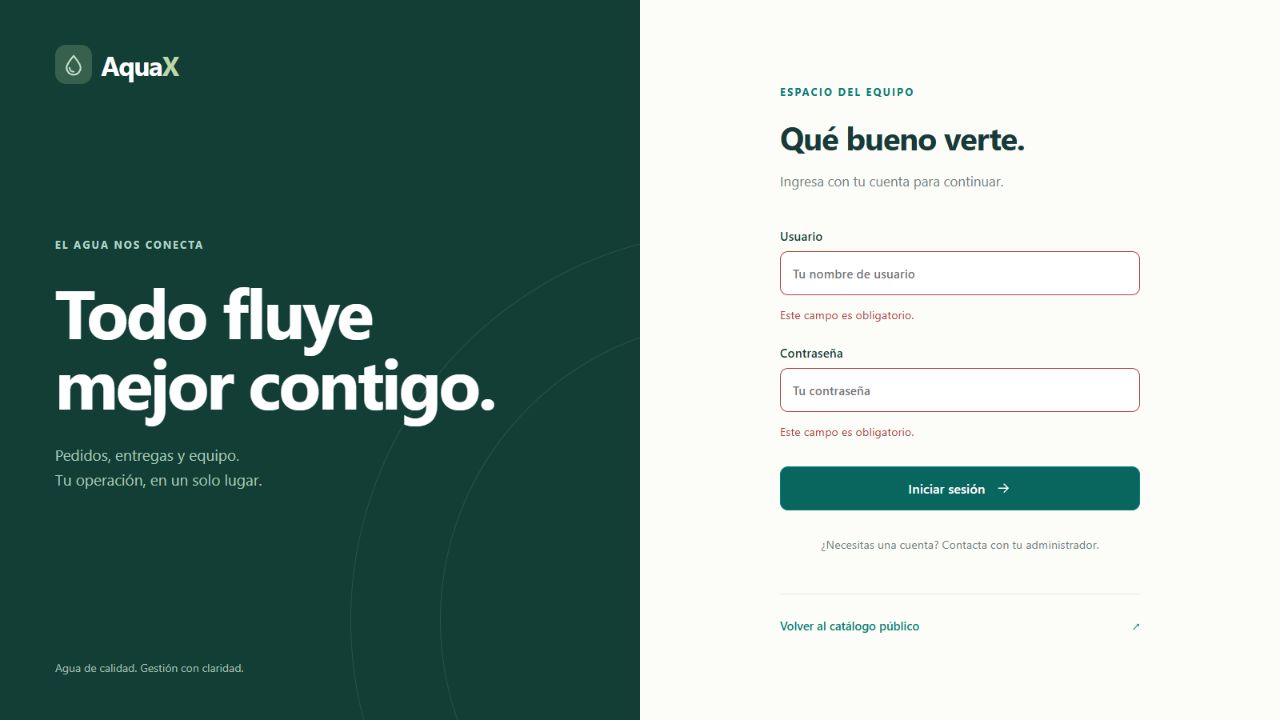 AquaX
EL AGUA NOS CONECTA
Todo fluye
mejor contigo.
Pedidos, entregas y equipo.
Tu operación, en un solo lugar.
Agua de calidad. Gestión con claridad.
ESPACIO DEL EQUIPO
Qué bueno verte.
Ingresa con tu cuenta para continuar.
Usuario
Tu nombre de usuario
Este campo es obligatorio.
Contraseña
Tu contraseña
Este campo es obligatorio.
Iniciar sesión →
¿Necesitas una cuenta? Contacta con tu administrador.
Volver al catálogo público ↗